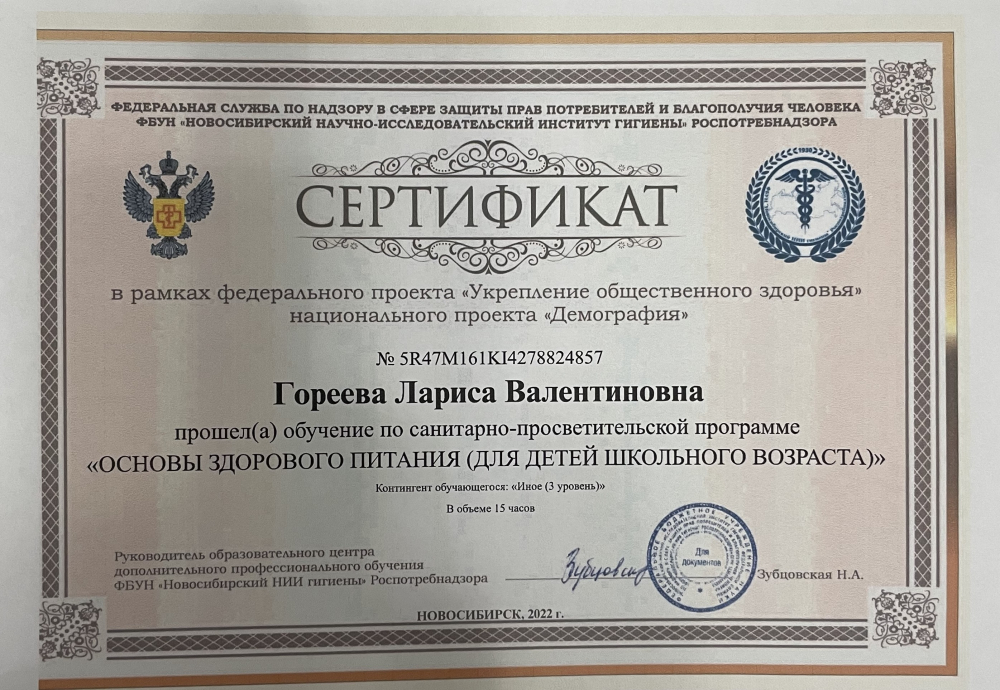 ФЕДЕРАЛЬНАЯ СЛУЖБА ПО НАДЗОРУ В СФЕРЕ ЗАЩИТЫ ПРАВ ПОТРЕБИТЕЛЕЙ И БЛАГОПОЛУЧИЯ ЧЕЛОВЕКА
ФБУН «НОВОСИБИРСКИЙ НАУЧНО-ИССЛЕДОВАТЕЛЬСКИЙ ИНСТИТУТ ГИГИЕНЫ» РОСПОТРЕБНАДЗОРА
1930
СЕРТИФИКАТ
в рамках федерального проекта «Укрепление общественного здоровья»
национального проекта «Демография»
№ 5R47M161KI4278824857
Гореева Лариса Валентиновна
прошел(а) обучение по санитарно-просветительской программе
«ОСНОВЫ ЗДОРОВОГО ПИТАНИЯ (ДЛЯ ДЕТЕЙ ШКОЛЬНОГО ВОЗРАСТА)»
Контингент обучающегося: «Иное (3 уровень)»
В объеме 15 часов
Руководитель образовательного центра
дополнительного профессионального обучения
ФБУН «Новосибирский НИИ гигиены» Роспотребнадзора
Зубцовская Н.А.
Для
документов
НОВОСИБИРСК, 2022 г.